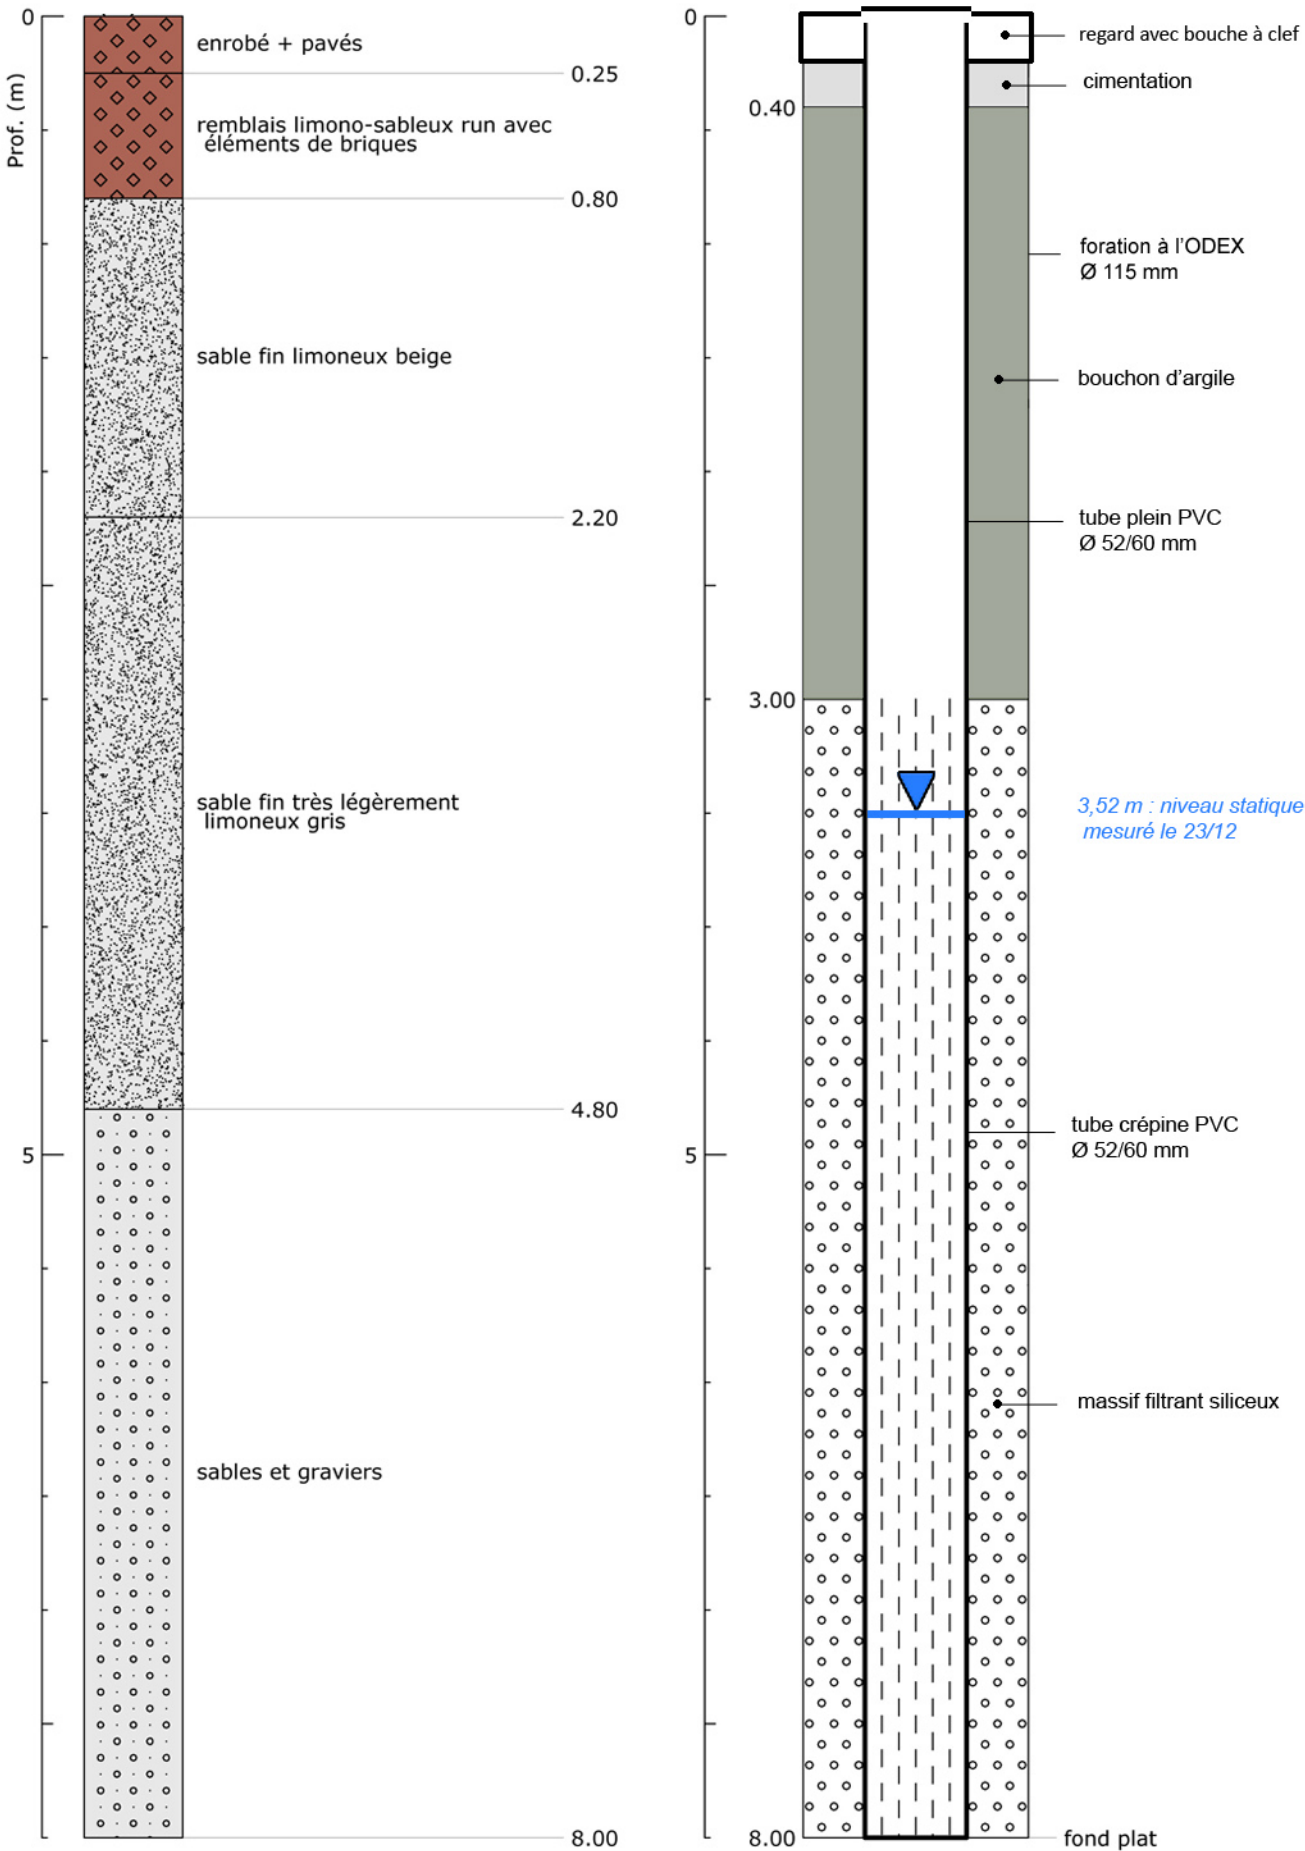 Prof. (m)
0
enrobé + pavés
0.25
remblais limono-sableux run avec
éléments de briques
0.80
sable fin limoneux beige
2.20
sable fin très légèrement
limoneux gris
4.80
5
sables et graviers
8.00
0
regard avec bouche à clef
cimentation
0.40
foration à l'ODEX
Ø 115 mm
bouchon d'argile
tube plein PVC
Ø 52/60 mm
3.00
3,52 m : niveau statique
mesuré le 23/12
5
tube crépine PVC
Ø 52/60 mm
massif filtrant siliceux
8.00
fond plat